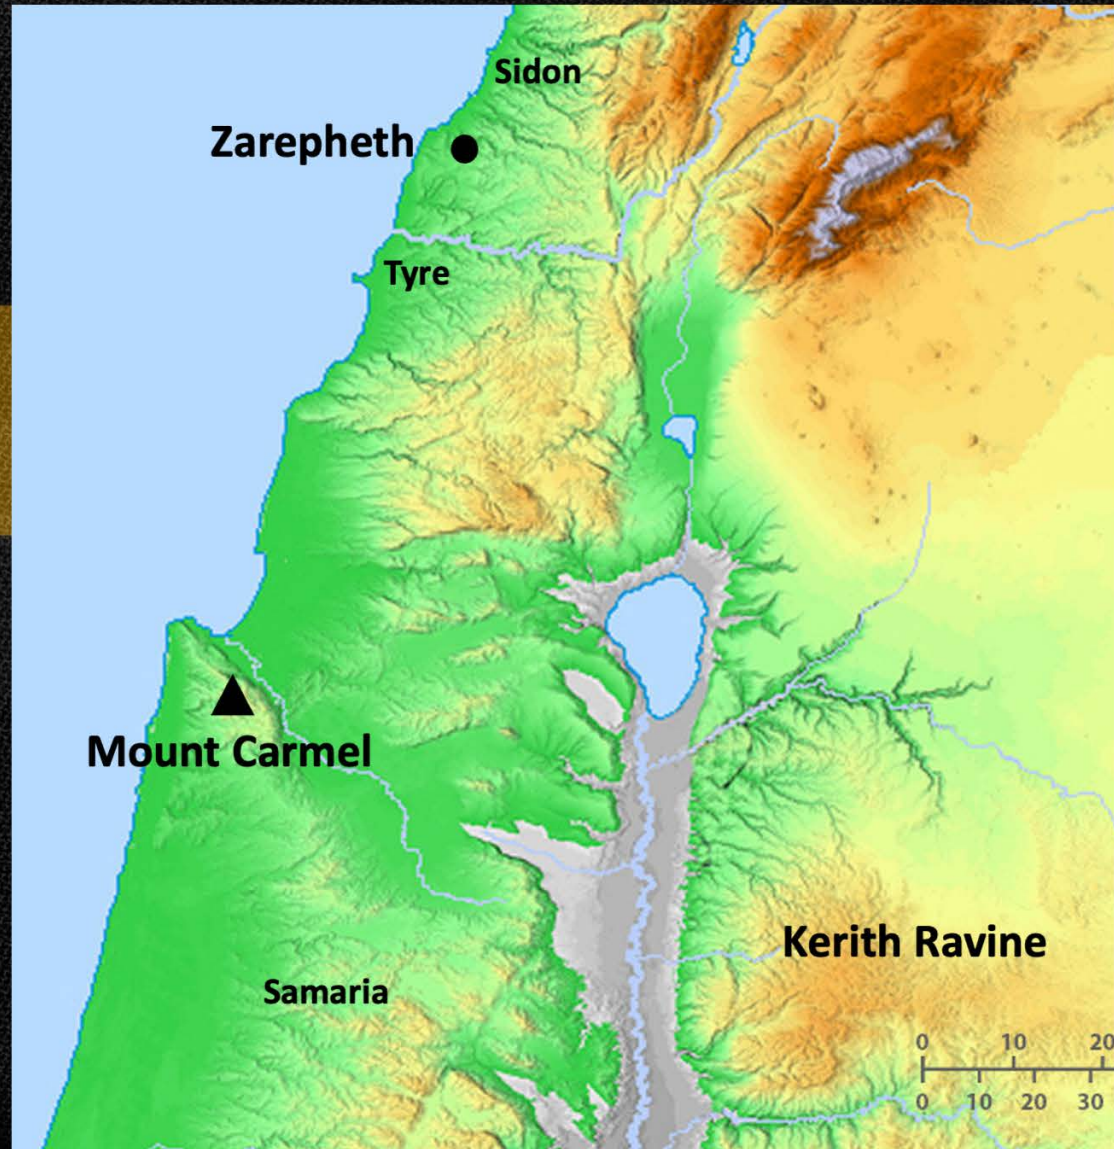 Sidon
Zarepheth
Tyre
Mount Carmel
Kerith Ravine
Samaria
0 10 20
0 10 20 30